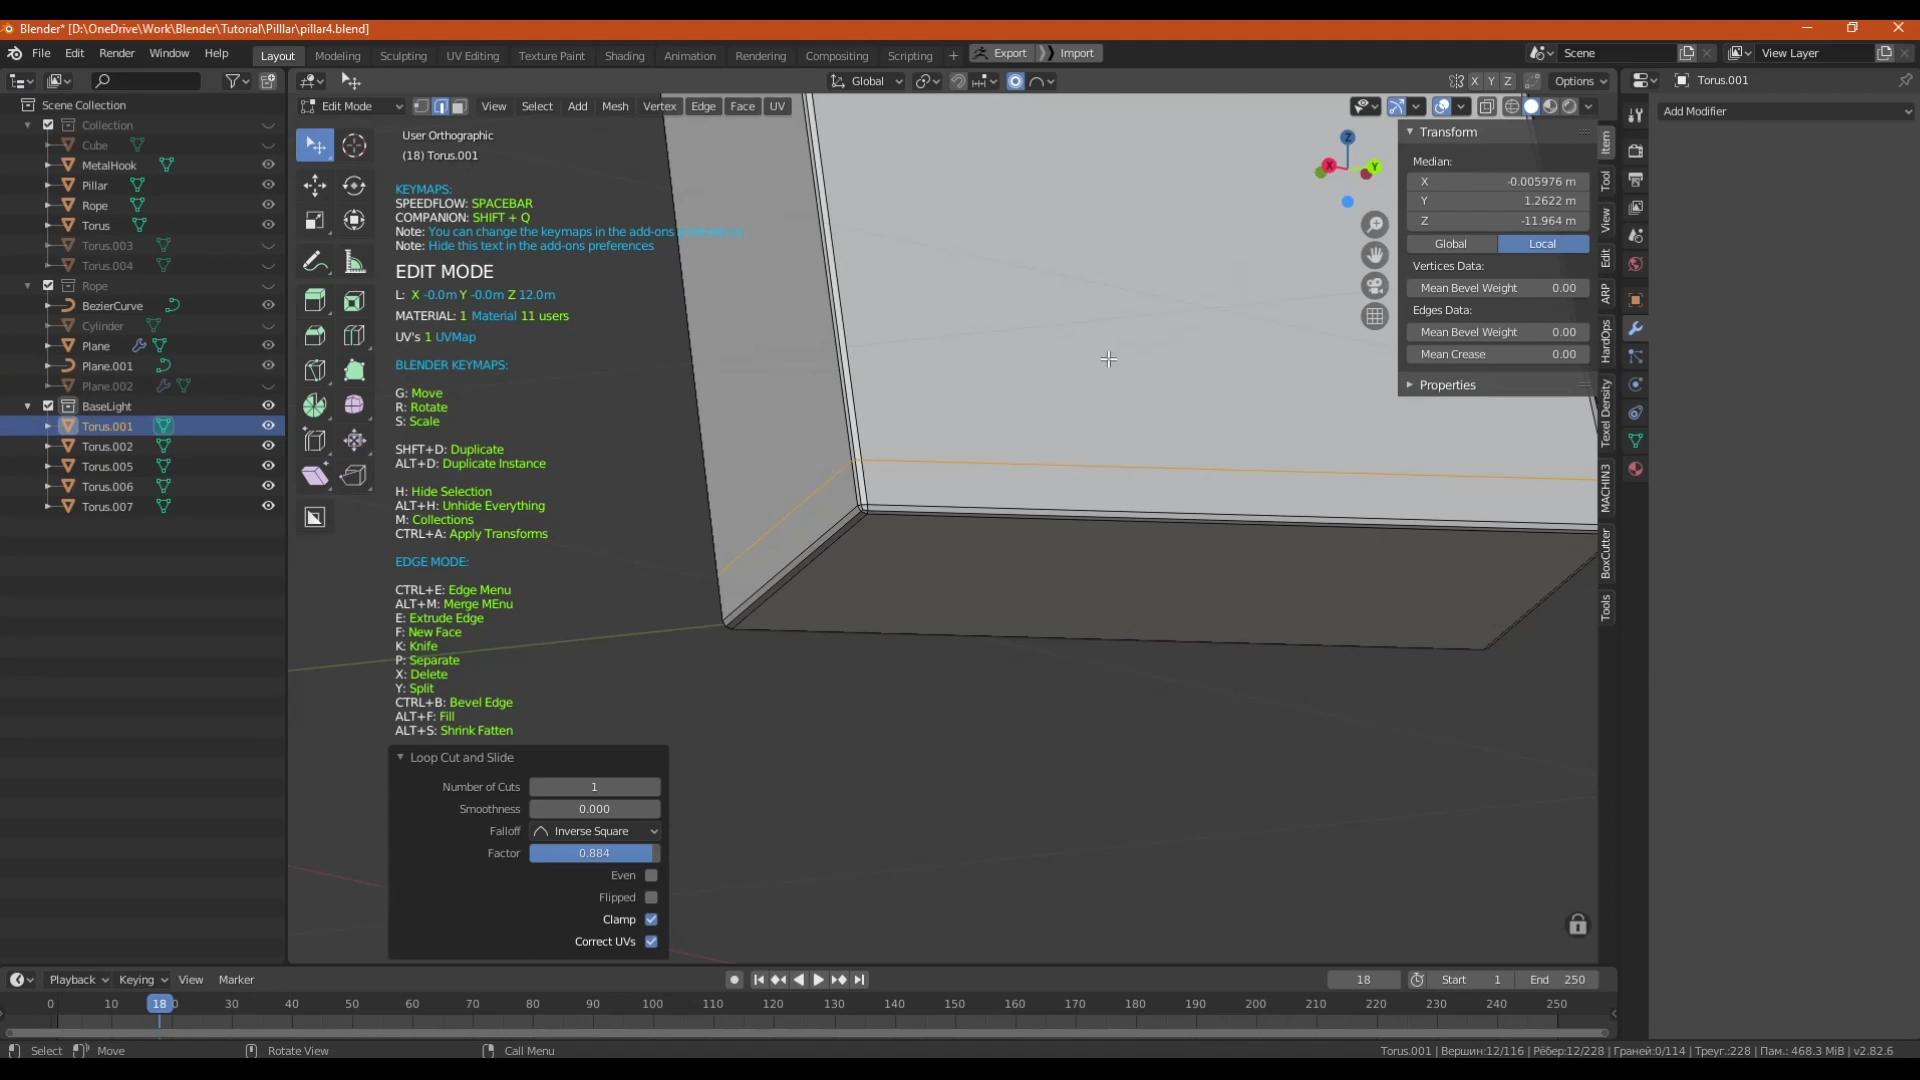 Blender* [D:\OneDrive\Work\Blender\Tutorial\Pilllar\pillar4.blend]
File Edit Render Window Help
Layout Modeling Sculpting UV Editing Texture Paint Shading Animation Rendering Compositing Scripting + Export Import
Scene View Layer
Global Options X Y Z
Torus.001
Edit Mode View Select Add Mesh Vertex Edge Face UV
Add Modifier
Scene Collection
Collection
Cube
MetalHook
Pillar
Rope
Torus
Torus.003
Torus.004
Rope
BezierCurve
Cylinder
Plane
Plane.001
Plane.002
BaseLight
Torus.001
Torus.002
Torus.005
Torus.006
Torus.007
User Orthographic
(18) Torus.001
KEYMAPS:
SPEEDFLOW: SPACEBAR
COMPANION: SHIFT + Q
Note: You can change the keymaps in the add-ons preferences
Note: Hide this text in the add-ons preferences
EDIT MODE
L: X -0.0m Y -0.0m Z 12.0m
MATERIAL: 1 Material 11 users
UV's 1 UVMap
BLENDER KEYMAPS:
G: Move
R: Rotate
S: Scale
SHFT+D: Duplicate
ALT+D: Duplicate Instance
H: Hide Selection
ALT+H: Unhide Everything
M: Collections
CTRL+A: Apply Transforms
EDGE MODE:
CTRL+E: Edge Menu
ALT+M: Merge MEnu
E: Extrude Edge
F: New Face
K: Knife
P: Separate
X: Delete
Y: Split
CTRL+B: Bevel Edge
ALT+F: Fill
ALT+S: Shrink Fatten
Loop Cut and Slide
Number of Cuts 1
Smoothness 0.000
Falloff Inverse Square
Factor 0.884
Even
Flipped
Clamp
Correct UVs
Z
X
Y
Transform
Median:
X -0.005976 m
Y 1.2622 m
Z -11.964 m
Global Local
Vertices Data:
Mean Bevel Weight 0.00
Edges Data:
Mean Bevel Weight 0.00
Mean Crease 0.00
Properties
Item
Tool
View
Edit
ARP
HardOps
Texel Density
MACHIN3
BoxCutter
Tools
Playback Keying View Marker 18 Start 1 End 250
0 10 18 30 40 50 60 70 80 90 100 110 120 130 140 150 160 170 180 190 200 210 220 230 240 250
Select Move Rotate View Call Menu Torus.001 | Вершин:12/116 | Рёбер:12/228 | Граней:0/114 | Треуг.:228 | Пам.: 468.3 MiB | v2.82.6